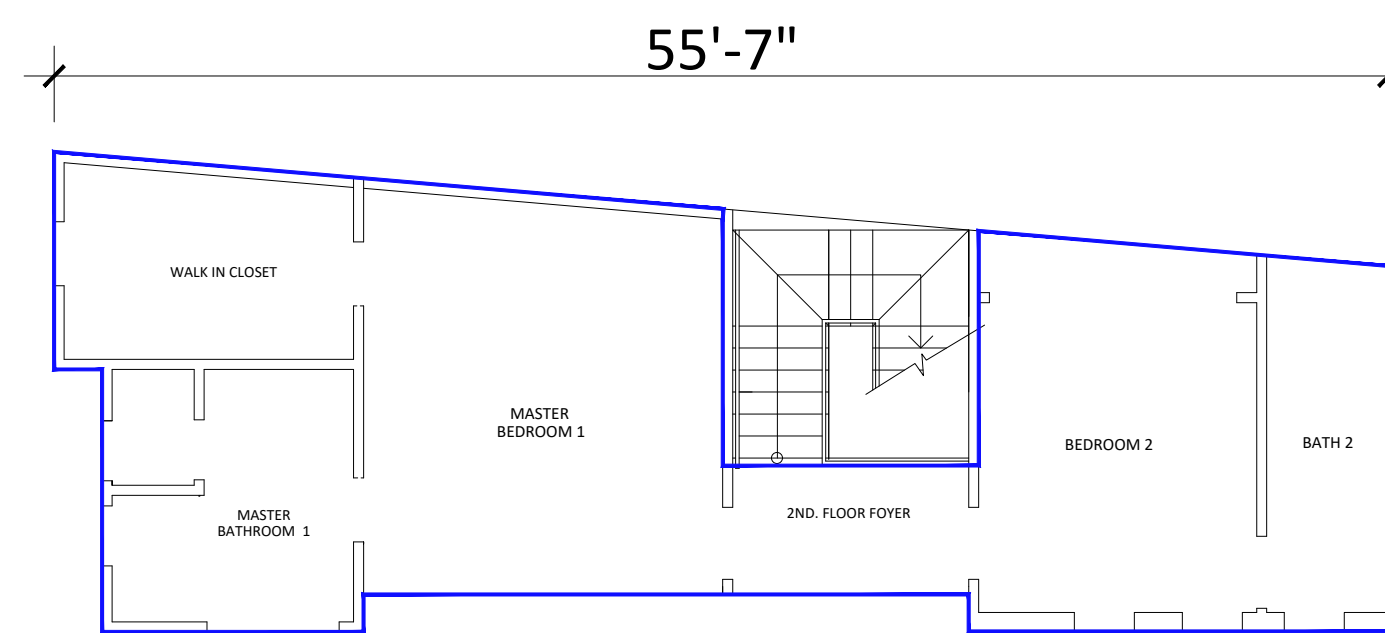 55'-7"
WALK IN CLOSET
MASTER
BEDROOM 1
BEDROOM 2
BATH 2
MASTER
BATHROOM 1
2ND. FLOOR FOYER